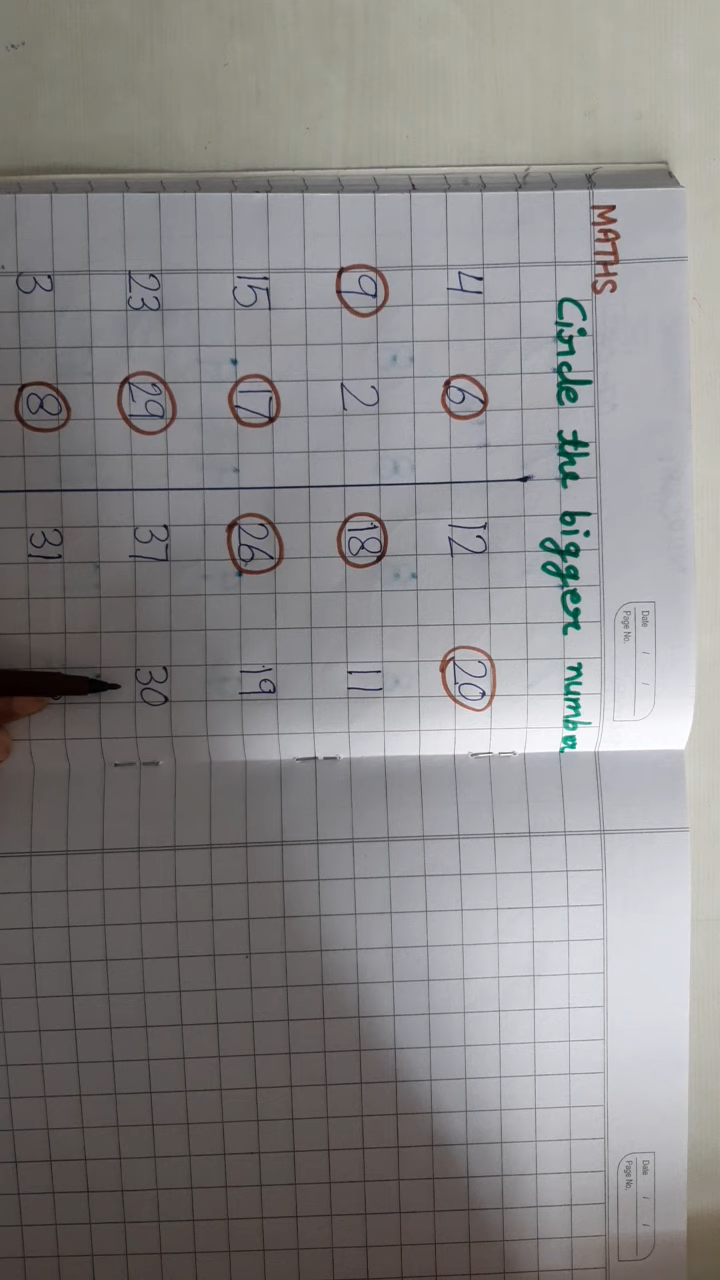 Date / /
Page No.
MATHS
Circle the bigger number
4 6 12 20
9 2 18 11
15 17 26 19
23 29 37 30
3 8 31
Date / /
Page No.